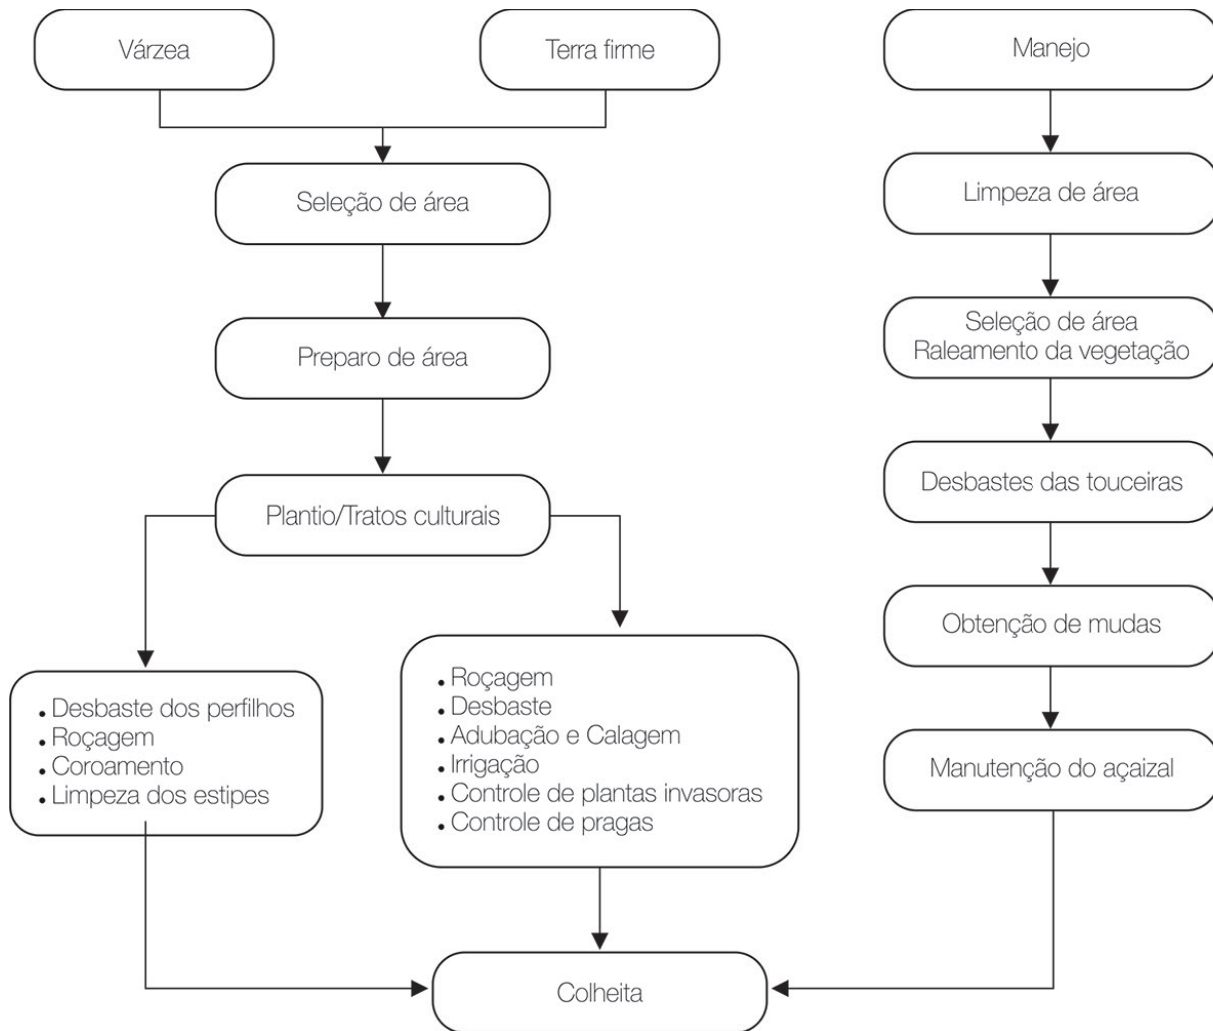 Várzea
Terra firme
Seleção de área
Preparo de área
Plantio/Tratos culturais
. Desbaste dos perfilhos
. Roçagem
. Coroamento
. Limpeza dos estipes
. Roçagem
. Desbaste
. Adubação e Calagem
. Irrigação
. Controle de plantas invasoras
. Controle de pragas
Manejo
Limpeza de área
Seleção de área
Raleamento da vegetação
Desbastes das touceiras
Obtenção de mudas
Manutenção do açaizal
Colheita